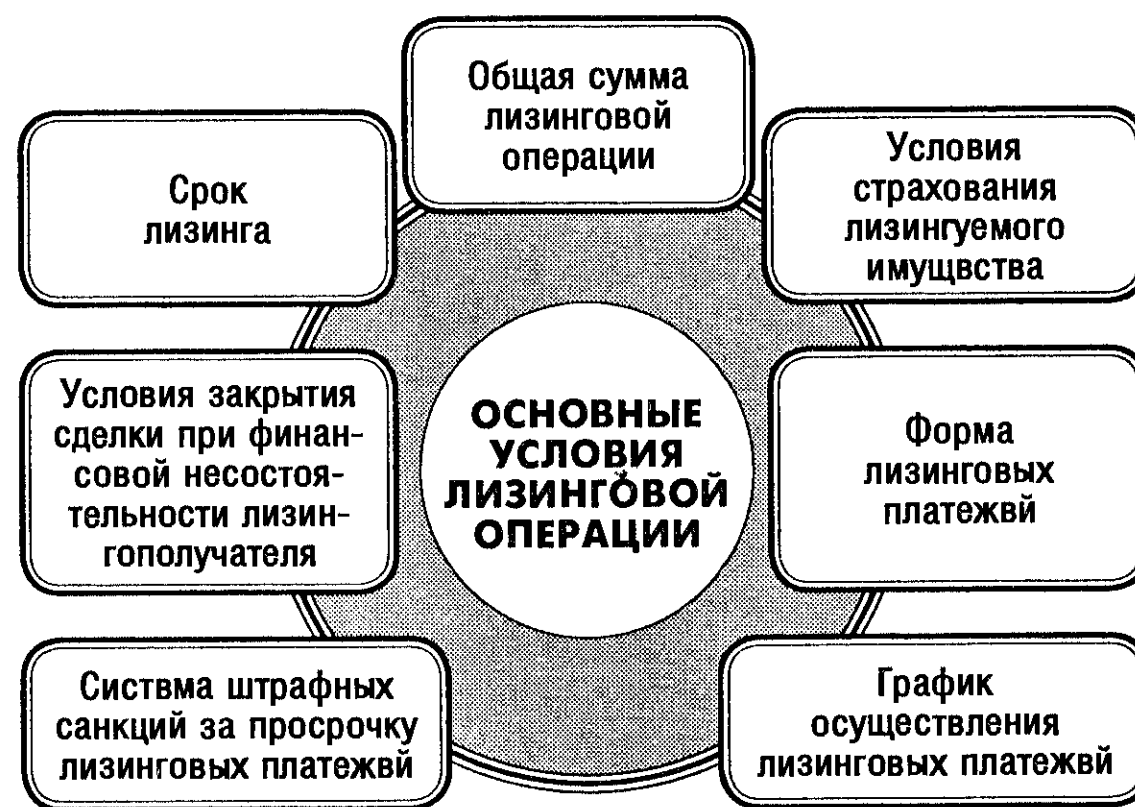 Общая сумма
лизинговой
операции
Срок
лизинга
Условия
страхования
лизингуемого
имущвства
Условия закрытия
сделки при финан-
совой несостоя-
тельности лизин-
гополучателя
ОСНОВНЫЕ
УСЛОВИЯ
ЛИЗИНГОВОЙ
ОПЕРАЦИИ
Форма
лизинговых
платежвй
Систвма штрафных
санкций за просрочку
лизинговых платежвй
График
осуществления
лизинговых платежвй